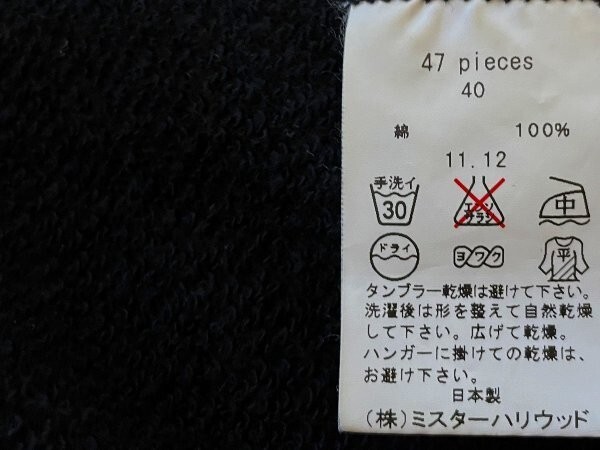 47 pieces
40
綿 100%
11.12
手洗イ
30
エンソ
サラシ
中
ドライ
ヨワク
平
タンブラー乾燥は避けて下さい。
洗濯後は形を整えて自然乾燥
して下さい。広げて乾燥。
ハンガーに掛けての乾燥は、
お避け下さい。
日本製
(株)ミスターハリウッド